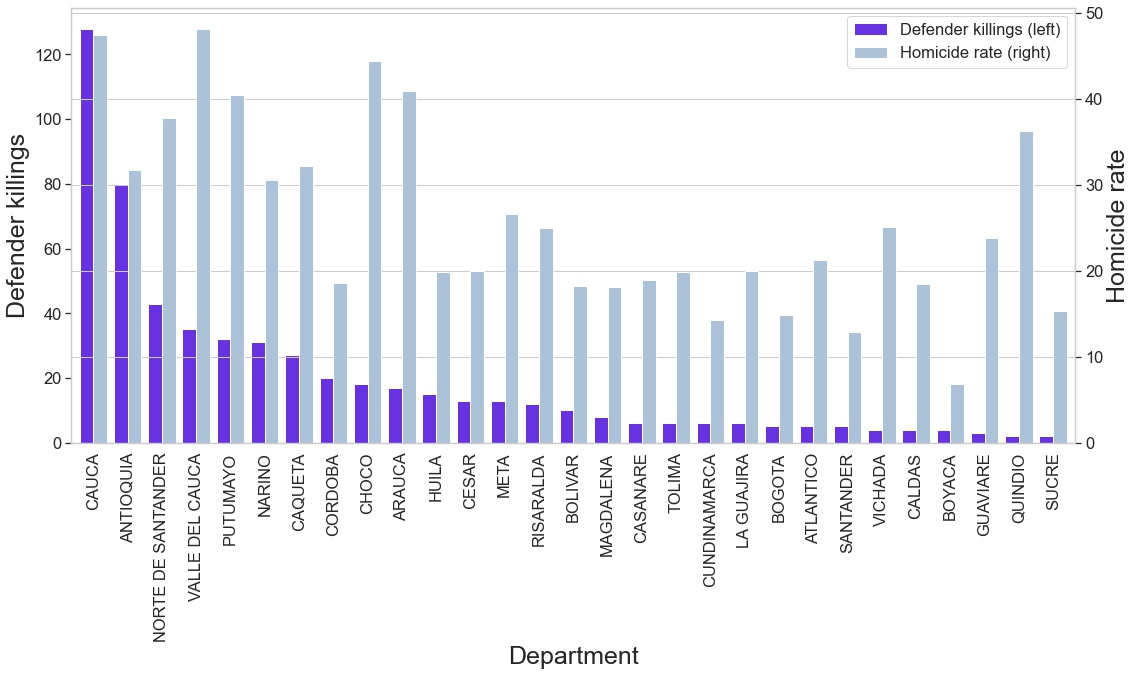 Defender killings (left)
Homicide rate (right)
Defender killings
0
20
40
60
80
100
120
Homicide rate
0
10
20
30
40
50
CAUCA
ANTIOQUIA
NORTE DE SANTANDER
VALLE DEL CAUCA
PUTUMAYO
NARINO
CAQUETA
CORDOBA
CHOCO
ARAUCA
HUILA
CESAR
META
RISARALDA
BOLIVAR
MAGDALENA
CASANARE
TOLIMA
CUNDINAMARCA
LA GUAJIRA
BOGOTA
ATLANTICO
SANTANDER
VICHADA
CALDAS
BOYACA
GUAVIARE
QUINDIO
SUCRE
Department